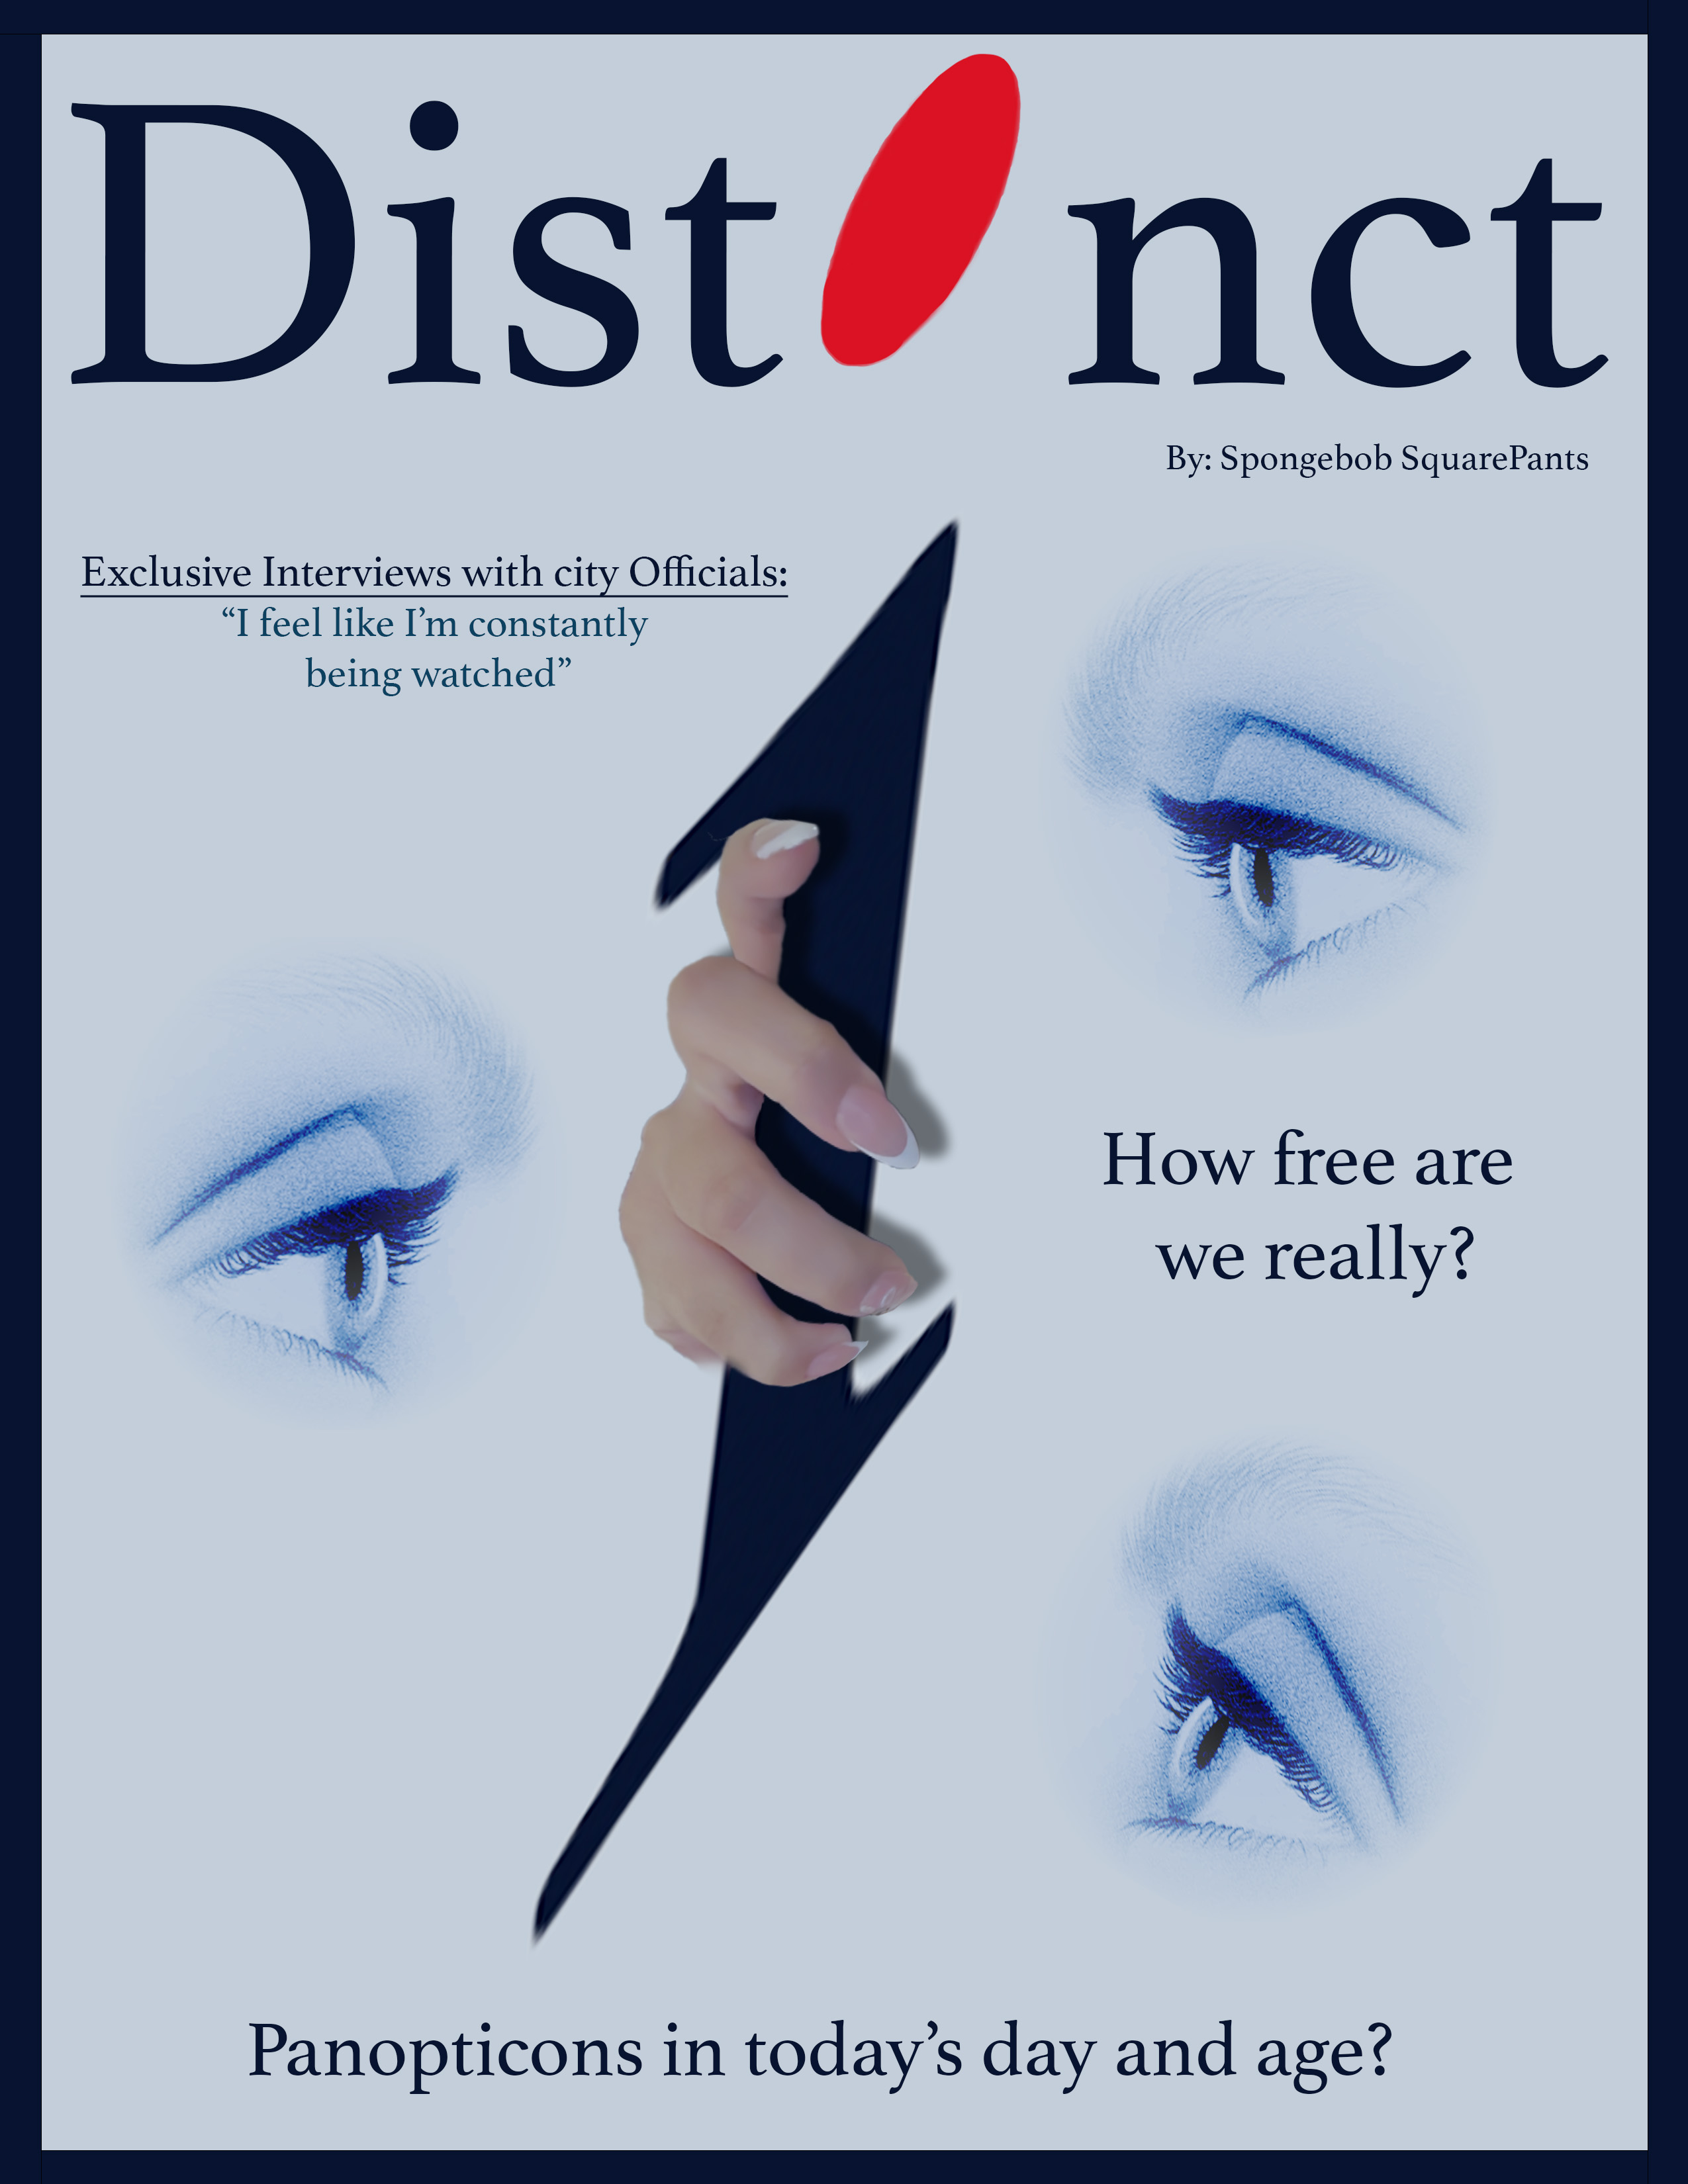 Distinct
By: Spongebob SquarePants
Exclusive Interviews with city Officials:
“I feel like I’m constantly
being watched”
How free are
we really?
Panopticons in today’s day and age?